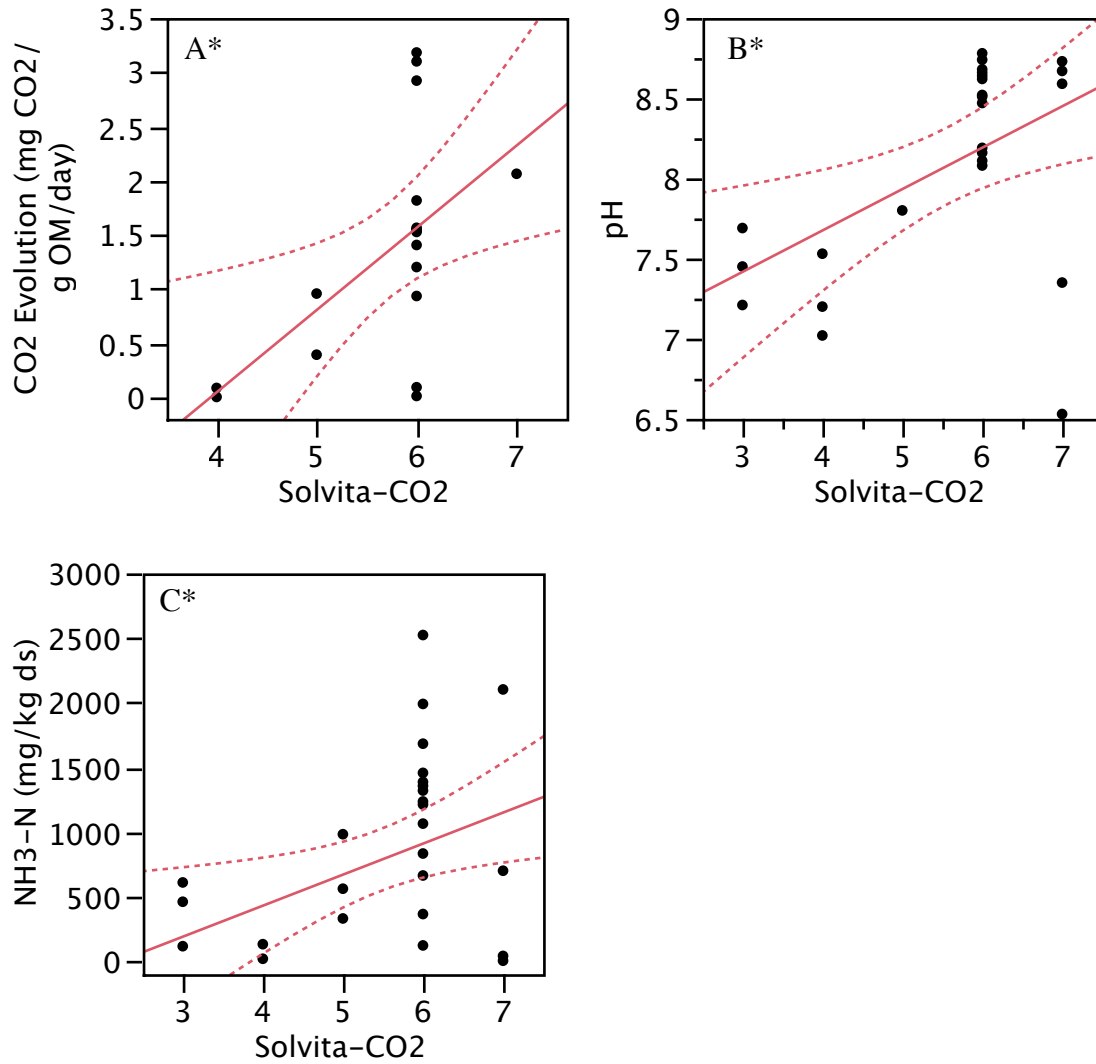 A*
CO2 Evolution (mg CO2/
g OM/day)
3.5
3
2.5
2
1.5
1
0.5
0
4 5 6 7
Solvita–CO2
B*
pH
9
8.5
8
7.5
7
6.5
3 4 5 6 7
Solvita–CO2
C*
NH3–N (mg/kg ds)
3000
2500
2000
1500
1000
500
0
3 4 5 6 7
Solvita–CO2